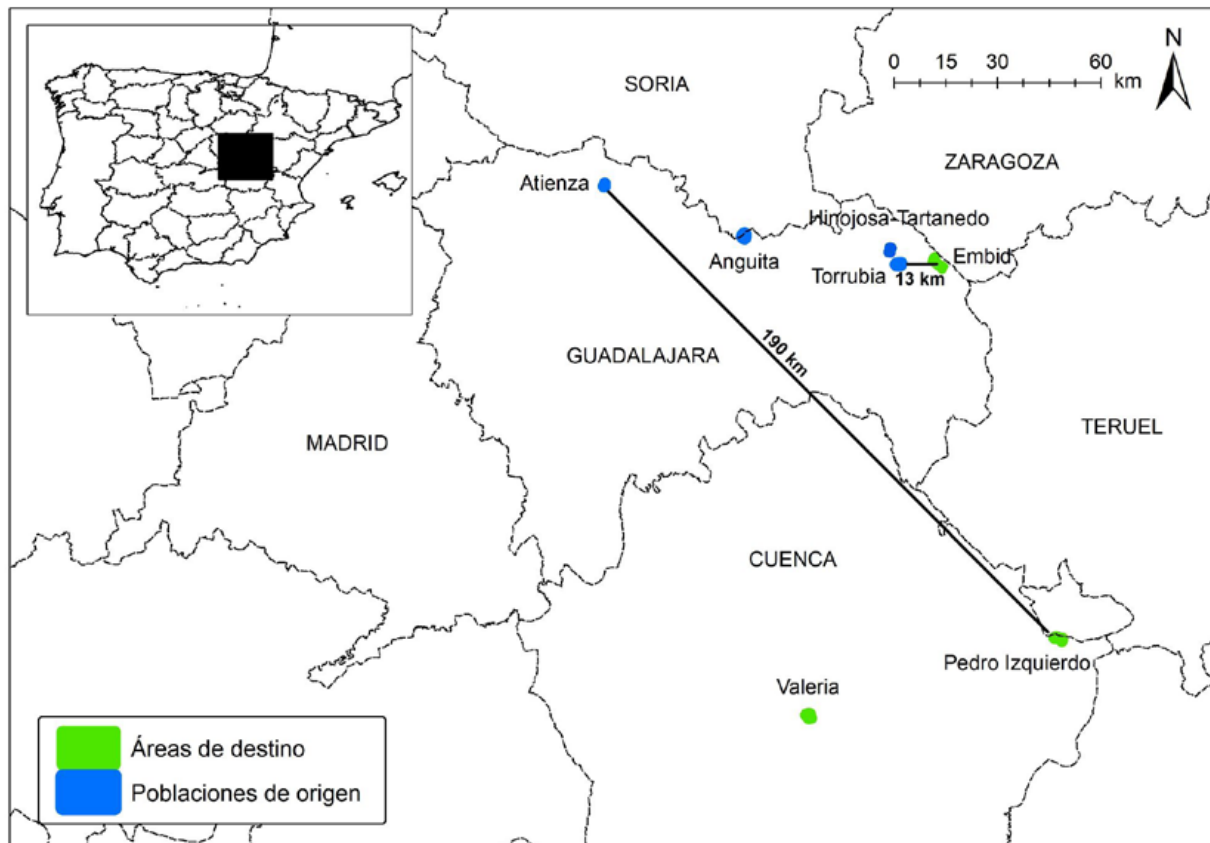 N
0 15 30 60
km
SORIA
ZARAGOZA
Atienza
Hinojosa-Tartanedo
Anguita
Embid
Torrubia
13 km
190 km
GUADALAJARA
TERUEL
MADRID
CUENCA
Pedro Izquierdo
Valeria
Áreas de destino
Poblaciones de origen